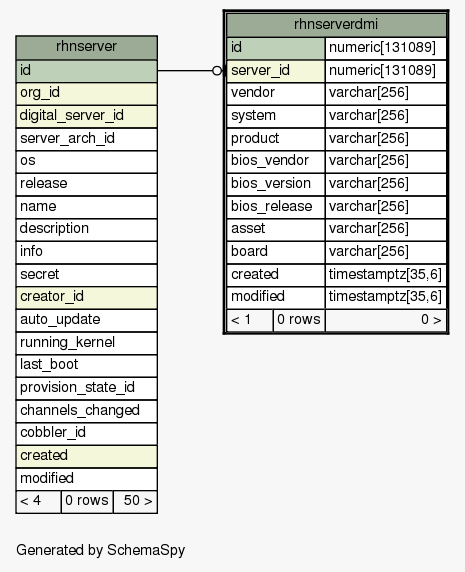 rhnserver
id
org_id
digital_server_id
server_arch_id
os
release
name
description
info
secret
creator_id
auto_update
running_kernel
last_boot
provision_state_id
channels_changed
cobbler_id
created
modified
< 4 0 rows 50 >
rhnserverdmi
id numeric[131089]
server_id numeric[131089]
vendor varchar[256]
system varchar[256]
product varchar[256]
bios_vendor varchar[256]
bios_version varchar[256]
bios_release varchar[256]
asset varchar[256]
board varchar[256]
created timestamptz[35,6]
modified timestamptz[35,6]
< 1 0 rows 0 >
Generated by SchemaSpy